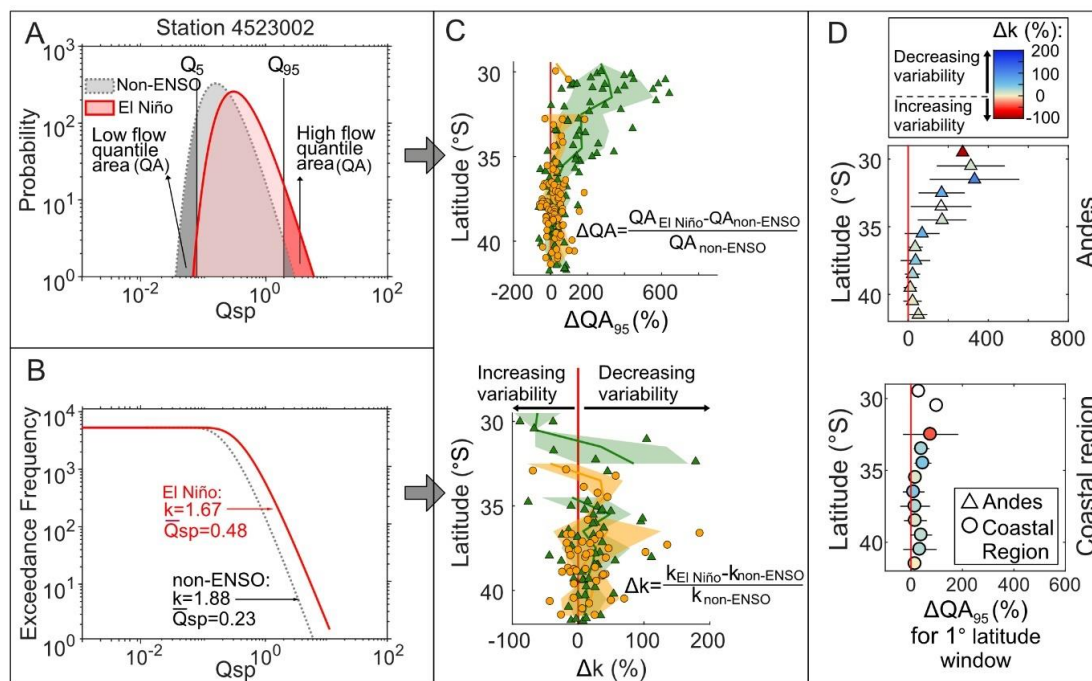 A
Station 4523002
10³
10²
10¹
10⁰
Probability
Q₅
Q₉₅
Non-ENSO
El Niño
Low flow
quantile
area (QA)
High flow
quantile
area (QA)
10⁻² 10⁰ 10²
Qsp
B
10⁴
10³
10²
10¹
10⁰
Exceedance Frequency
El Niño:
k=1.67
Q̅sp=0.48
non-ENSO:
k=1.88
Q̅sp=0.23
10⁻² 10⁰ 10²
Qsp
C
30
35
40
Latitude (°S)
ΔQA=QA El Niño-QA non-ENSO
QA non-ENSO
-200 0 200 600
ΔQA₉₅ (%)
Increasing
variability
Decreasing
variability
30
35
40
Latitude (°S)
Δk=k El Niño-k non-ENSO
k non-ENSO
-100 0 100 200
Δk (%)
D
Δk (%):
Decreasing
variability
Increasing
variability
200
100
0
-100
30
35
40
Latitude (°S)
Andes
0 400 800
30
35
40
Latitude (°S)
Coastal region
Andes
Coastal
Region
0 200 400 600
ΔQA₉₅ (%)
for 1° latitude
window